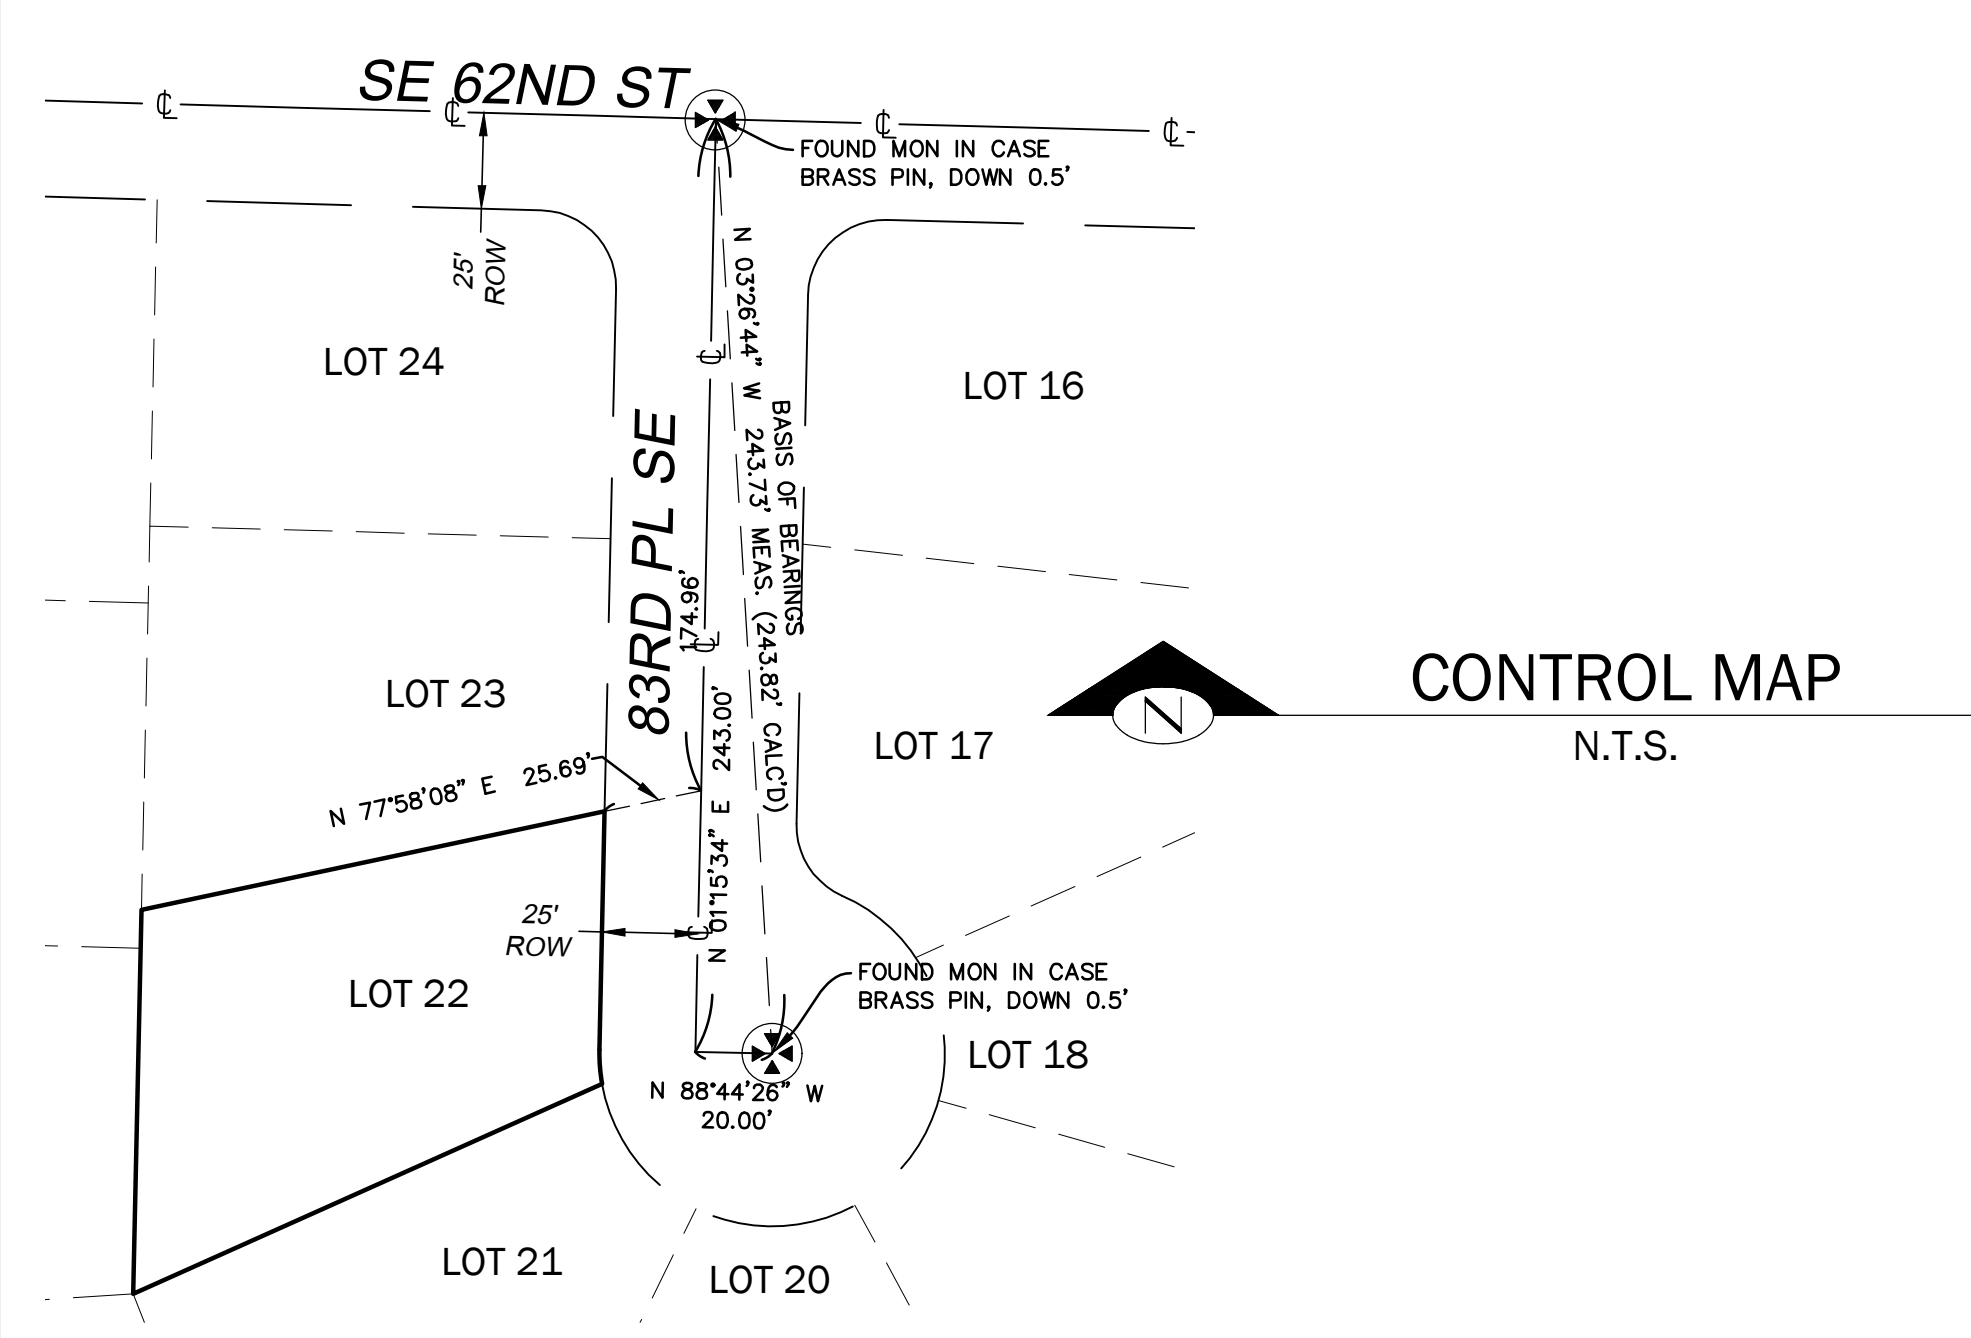 SE 62ND ST
℄
℄
℄
℄
FOUND MON IN CASE
BRASS PIN, DOWN 0.5'
25'
ROW
LOT 24
LOT 16
℄
N 03°26'44" W 243.73' MEAS. (243.82' CALC'D)
BASIS OF BEARINGS
83RD PL SE
174.96'
℄
LOT 23
LOT 17
N
CONTROL MAP
N.T.S.
N 77°58'08" E 25.69'
N 01°15'34" E 243.00'
25'
ROW
℄
LOT 22
FOUND MON IN CASE
BRASS PIN, DOWN 0.5'
LOT 18
N 88°44'26" W
20.00'
LOT 21
LOT 20